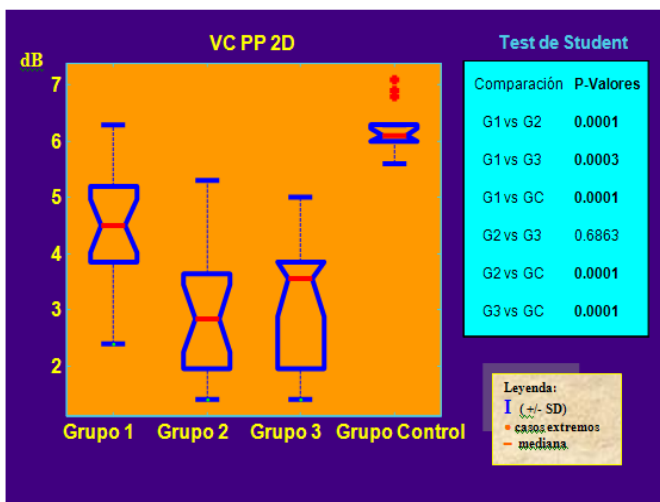 VC PP 2D
dB
7
6
5
4
3
2
Grupo 1 Grupo 2 Grupo 3 Grupo Control
Test de Student
Comparación P-Valores
G1 vs G2 0.0001
G1 vs G3 0.0003
G1 vs GC 0.0001
G2 vs G3 0.6863
G2 vs GC 0.0001
G3 vs GC 0.0001
Leyenda:
I (+/- SD)
casos extremos
mediana